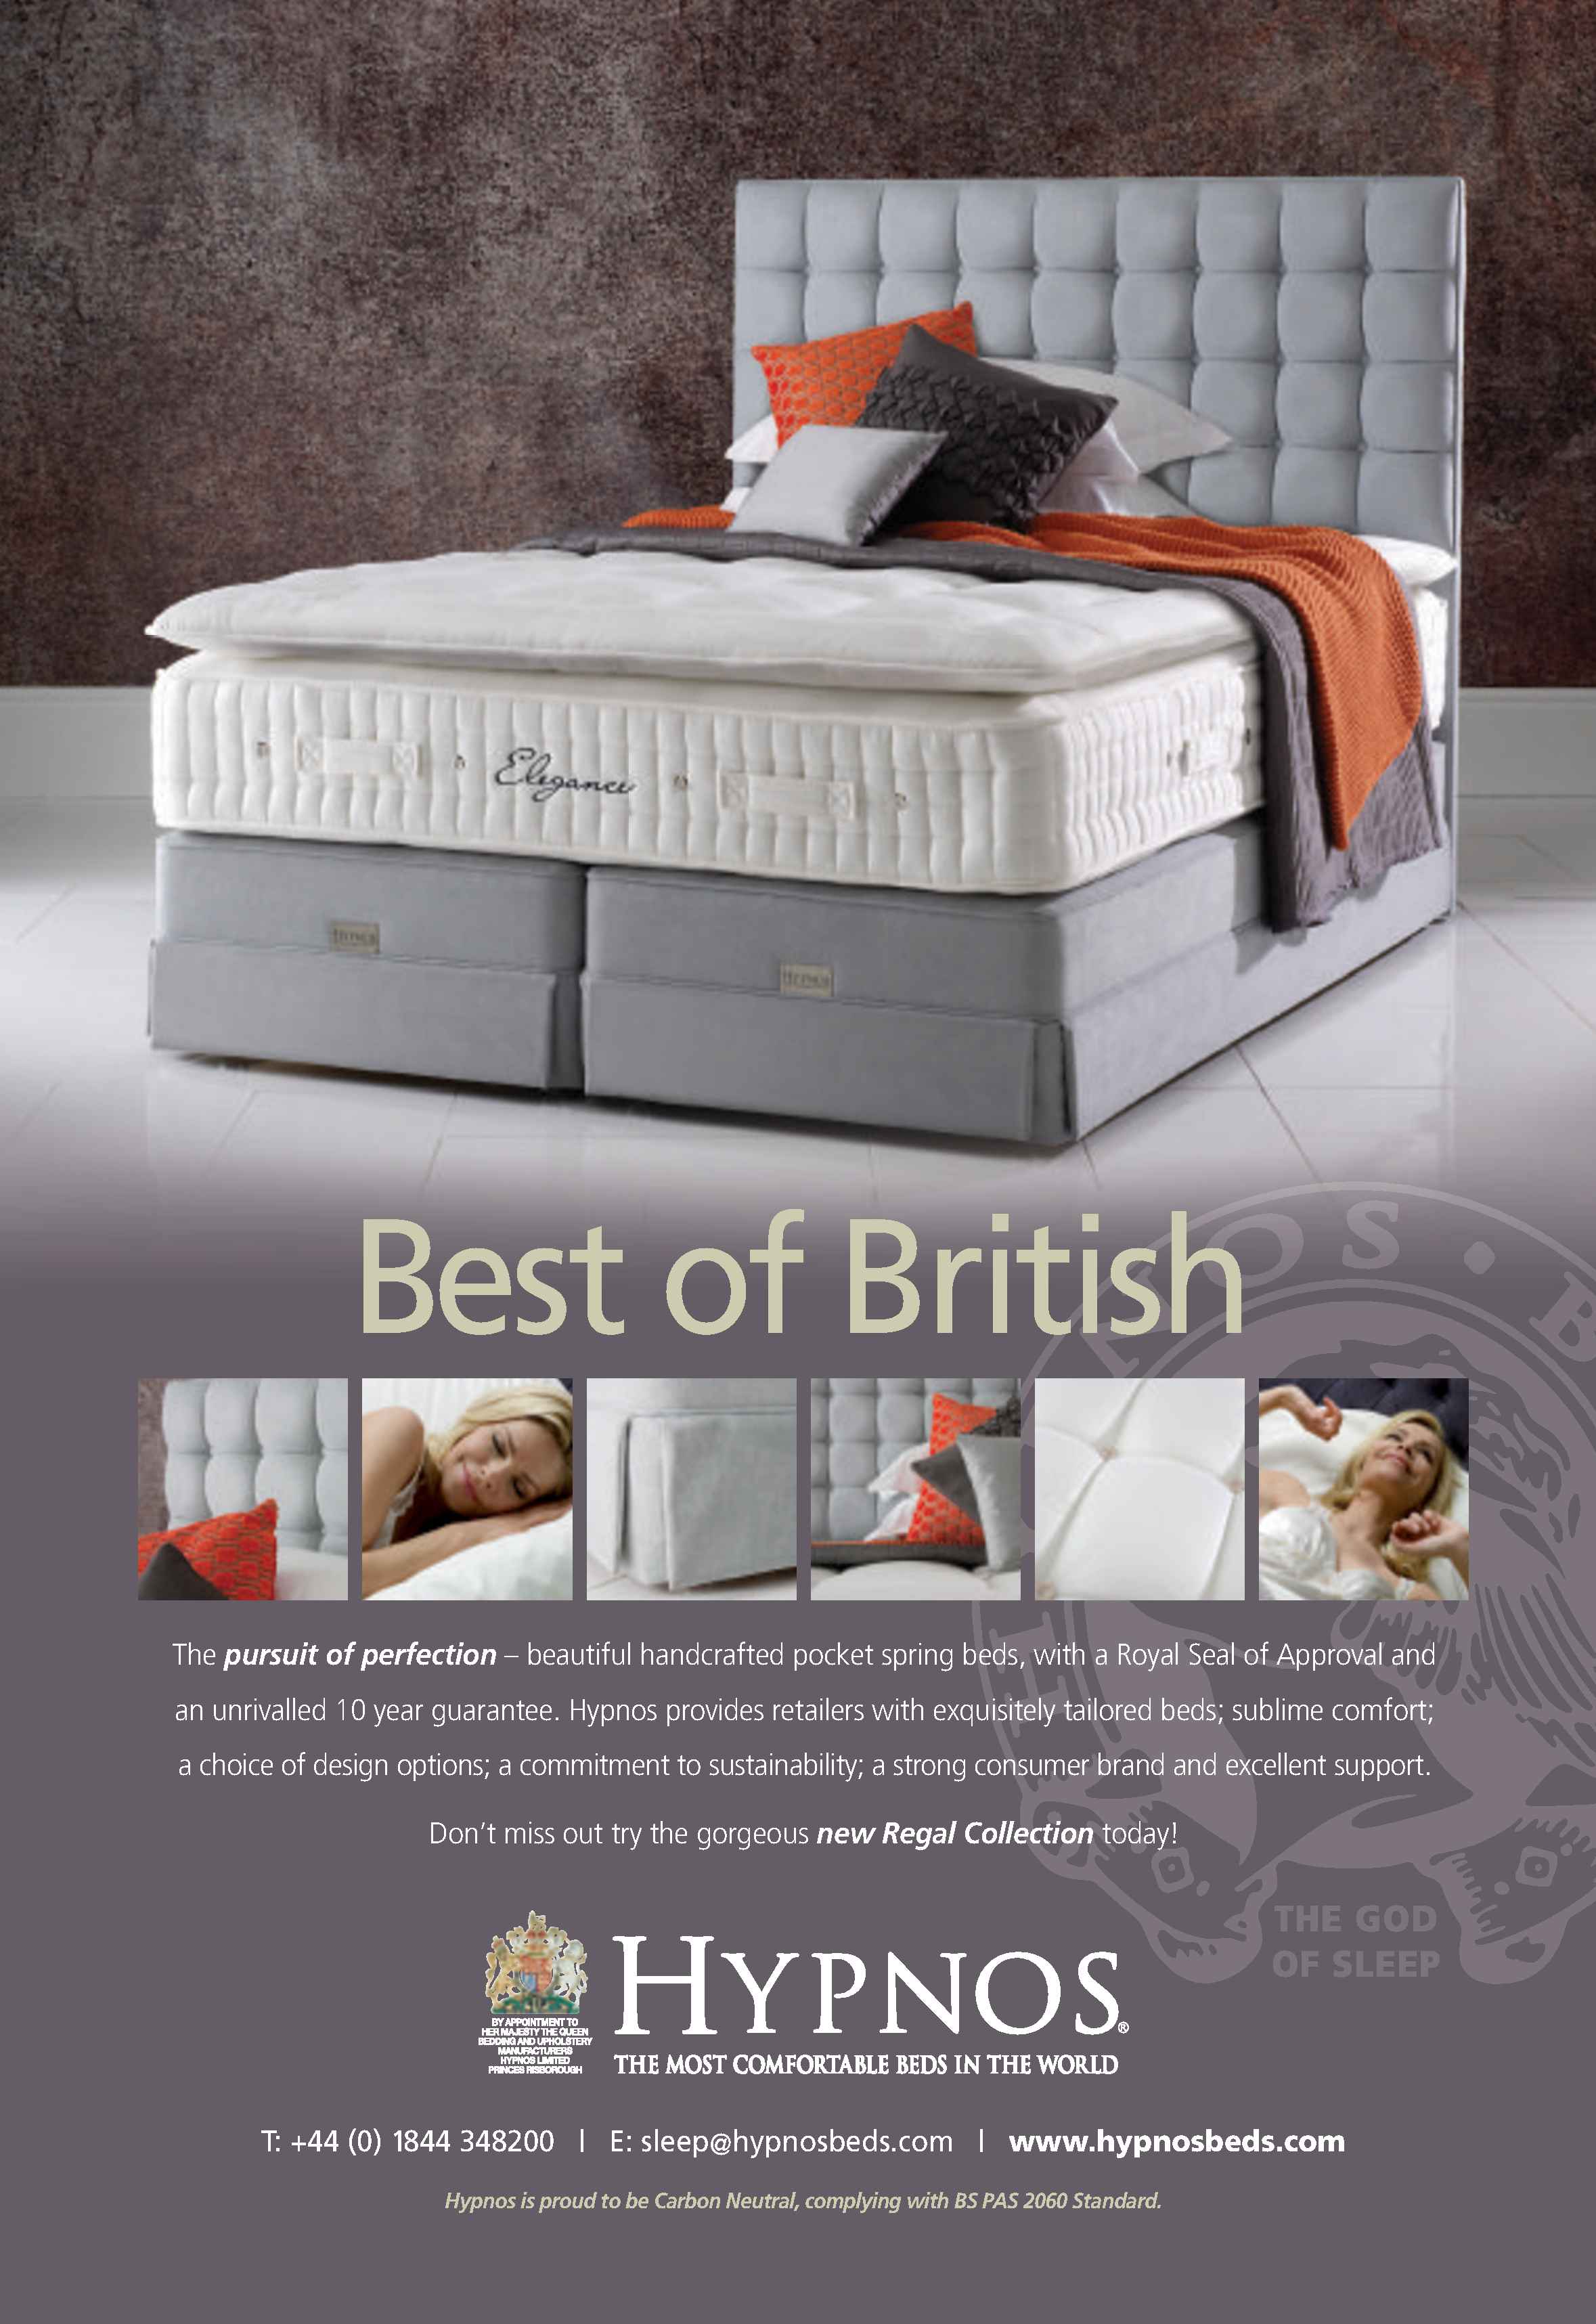 Elegance
HYPNOS
HYPNOS
Best of British
The pursuit of perfection – beautiful handcrafted pocket spring beds, with a Royal Seal of Approval and
an unrivalled 10 year guarantee. Hypnos provides retailers with exquisitely tailored beds; sublime comfort;
a choice of design options; a commitment to sustainability; a strong consumer brand and excellent support.
Don't miss out try the gorgeous new Regal Collection today!
THE GOD
OF SLEEP
HYPNOS®
THE MOST COMFORTABLE BEDS IN THE WORLD
BY APPOINTMENT TO
HER MAJESTY THE QUEEN
BEDDING AND UPHOLSTERY
MANUFACTURERS
HYPNOS LIMITED
PRINCES RISBOROUGH
T: +44 (0) 1844 348200 | E: sleep@hypnosbeds.com | www.hypnosbeds.com
Hypnos is proud to be Carbon Neutral, complying with BS PAS 2060 Standard.